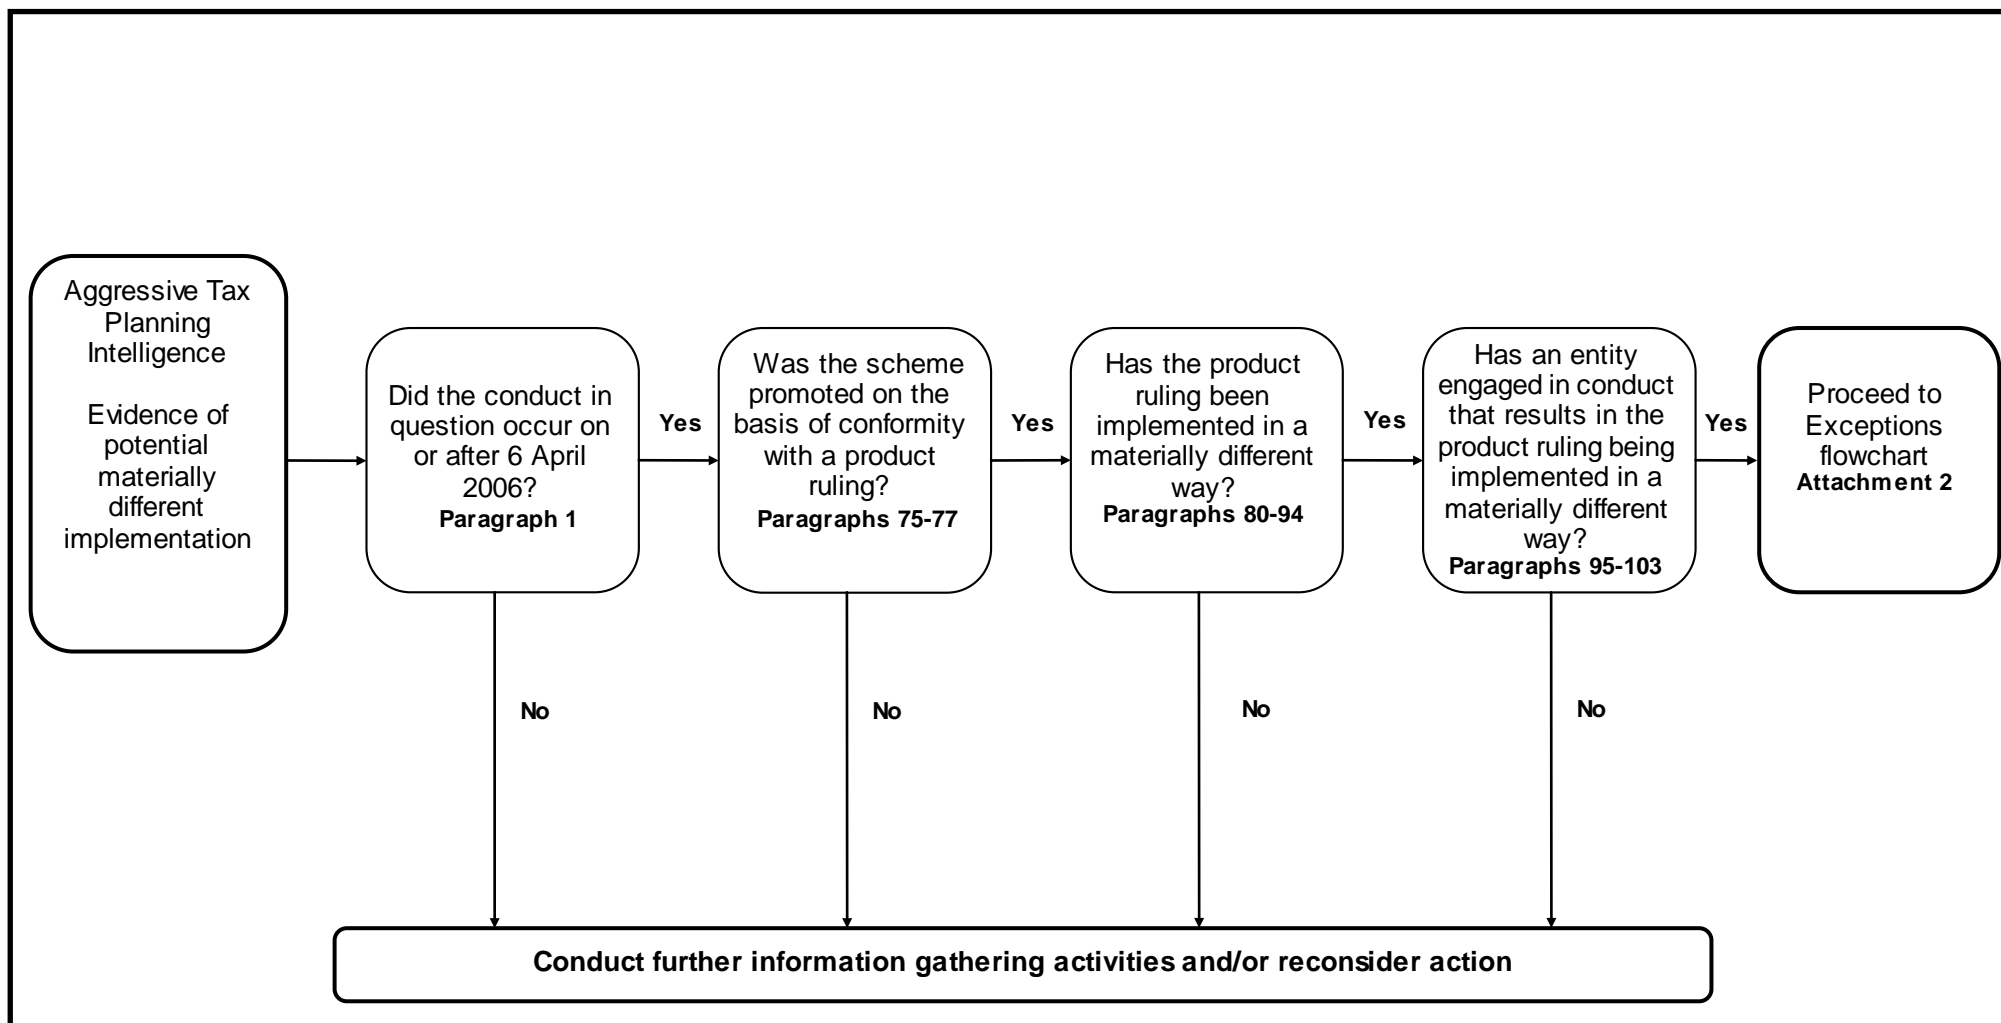 Aggressive Tax
Planning
Intelligence
Evidence of
potential
materially
different
implementation
Did the conduct in
question occur on
or after 6 April
2006?
Paragraph 1
Yes
Was the scheme
promoted on the
basis of conformity
with a product
ruling?
Paragraphs 75-77
Yes
Has the product
ruling been
implemented in a
materially different
way?
Paragraphs 80-94
Yes
Has an entity
engaged in conduct
that results in the
product ruling being
implemented in a
materially different
way?
Paragraphs 95-103
Yes
Proceed to
Exceptions
flowchart
Attachment 2
No
No
No
No
Conduct further information gathering activities and/or reconsider action